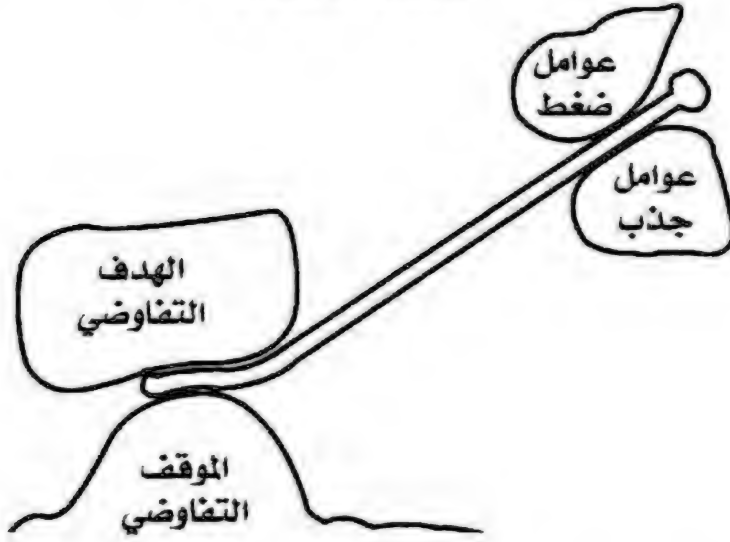 عوامل
ضغط
عوامل
جذب
الهدف
التفاوضي
الموقف
التفاوضي